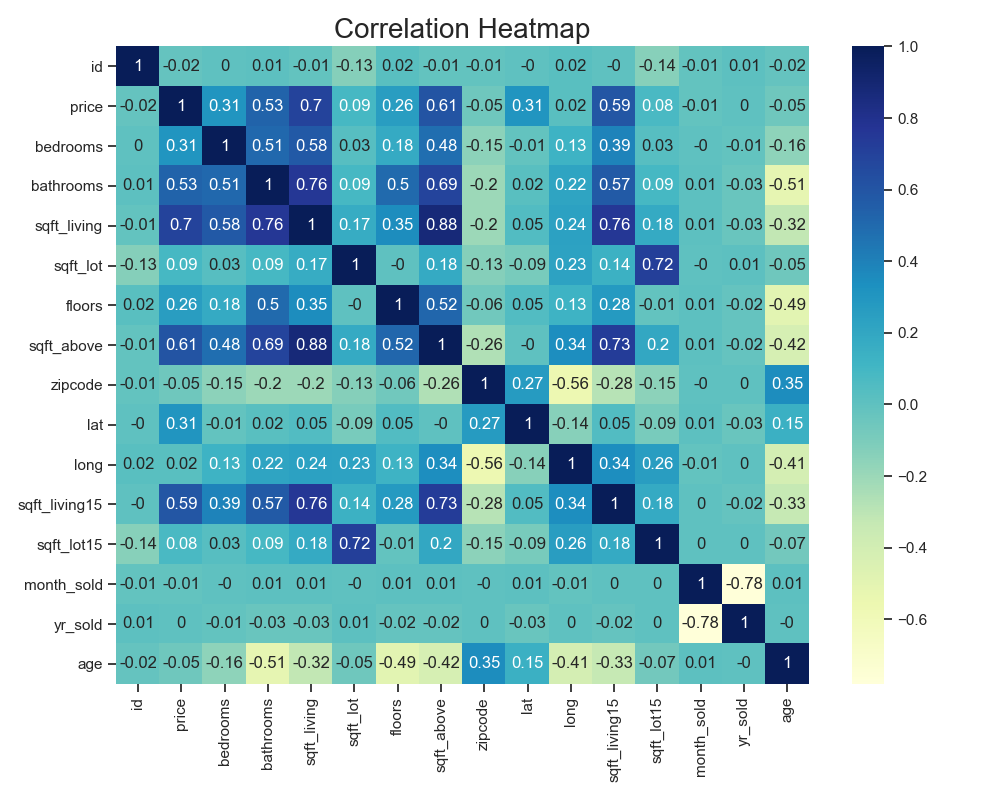 Correlation Heatmap
id 1 -0.02 0 0.01 -0.01 -0.13 0.02 -0.01 -0.01 -0 0.02 -0 -0.14 -0.01 0.01 -0.02
price -0.02 1 0.31 0.53 0.7 0.09 0.26 0.61 -0.05 0.31 0.02 0.59 0.08 -0.01 0 -0.05
bedrooms 0 0.31 1 0.51 0.58 0.03 0.18 0.48 -0.15 -0.01 0.13 0.39 0.03 -0 -0.01 -0.16
bathrooms 0.01 0.53 0.51 1 0.76 0.09 0.5 0.69 -0.2 0.02 0.22 0.57 0.09 0.01 -0.03 -0.51
sqft_living -0.01 0.7 0.58 0.76 1 0.17 0.35 0.88 -0.2 0.05 0.24 0.76 0.18 0.01 -0.03 -0.32
sqft_lot -0.13 0.09 0.03 0.09 0.17 1 -0 0.18 -0.13 -0.09 0.23 0.14 0.72 -0 0.01 -0.05
floors 0.02 0.26 0.18 0.5 0.35 -0 1 0.52 -0.06 0.05 0.13 0.28 -0.01 0.01 -0.02 -0.49
sqft_above -0.01 0.61 0.48 0.69 0.88 0.18 0.52 1 -0.26 -0 0.34 0.73 0.2 0.01 -0.02 -0.42
zipcode -0.01 -0.05 -0.15 -0.2 -0.2 -0.13 -0.06 -0.26 1 0.27 -0.56 -0.28 -0.15 -0 0 0.35
lat -0 0.31 -0.01 0.02 0.05 -0.09 0.05 -0 0.27 1 -0.14 0.05 -0.09 0.01 -0.03 0.15
long 0.02 0.02 0.13 0.22 0.24 0.23 0.13 0.34 -0.56 -0.14 1 0.34 0.26 -0.01 0 -0.41
sqft_living15 -0 0.59 0.39 0.57 0.76 0.14 0.28 0.73 -0.28 0.05 0.34 1 0.18 0 -0.02 -0.33
sqft_lot15 -0.14 0.08 0.03 0.09 0.18 0.72 -0.01 0.2 -0.15 -0.09 0.26 0.18 1 0 0 -0.07
month_sold -0.01 -0.01 -0 0.01 0.01 -0 0.01 0.01 -0 0.01 -0.01 0 0 1 -0.78 0.01
yr_sold 0.01 0 -0.01 -0.03 -0.03 0.01 -0.02 -0.02 0 -0.03 0 -0.02 0 -0.78 1 -0
age -0.02 -0.05 -0.16 -0.51 -0.32 -0.05 -0.49 -0.42 0.35 0.15 -0.41 -0.33 -0.07 0.01 -0 1
id price bedrooms bathrooms sqft_living sqft_lot floors sqft_above zipcode lat long sqft_living15 sqft_lot15 month_sold yr_sold age
1.0
0.8
0.6
0.4
0.2
0.0
−0.2
−0.4
−0.6